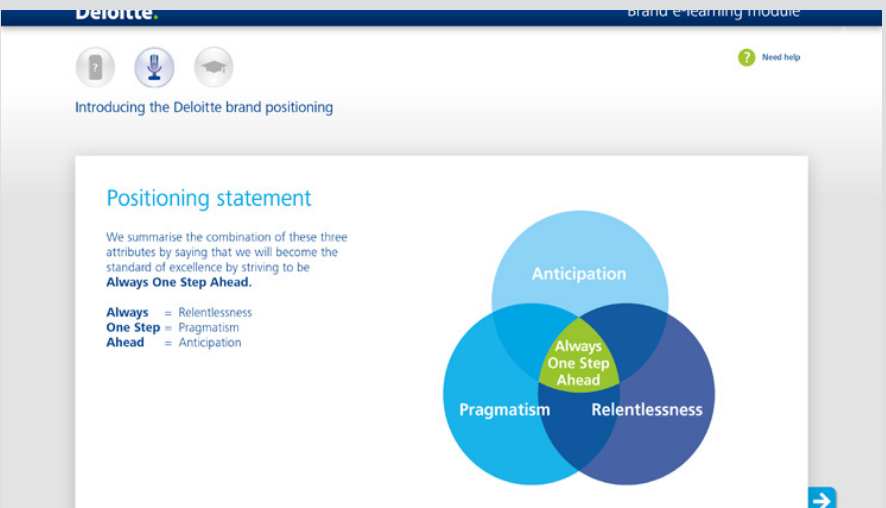 Deloitte.
Brand e-learning module
?
?
Need help
Introducing the Deloitte brand positioning
Positioning statement
We summarise the combination of these three
attributes by saying that we will become the
standard of excellence by striving to be
Always One Step Ahead.
Always = Relentlessness
One Step = Pragmatism
Ahead = Anticipation
Anticipation
Always
One Step
Ahead
Pragmatism
Relentlessness